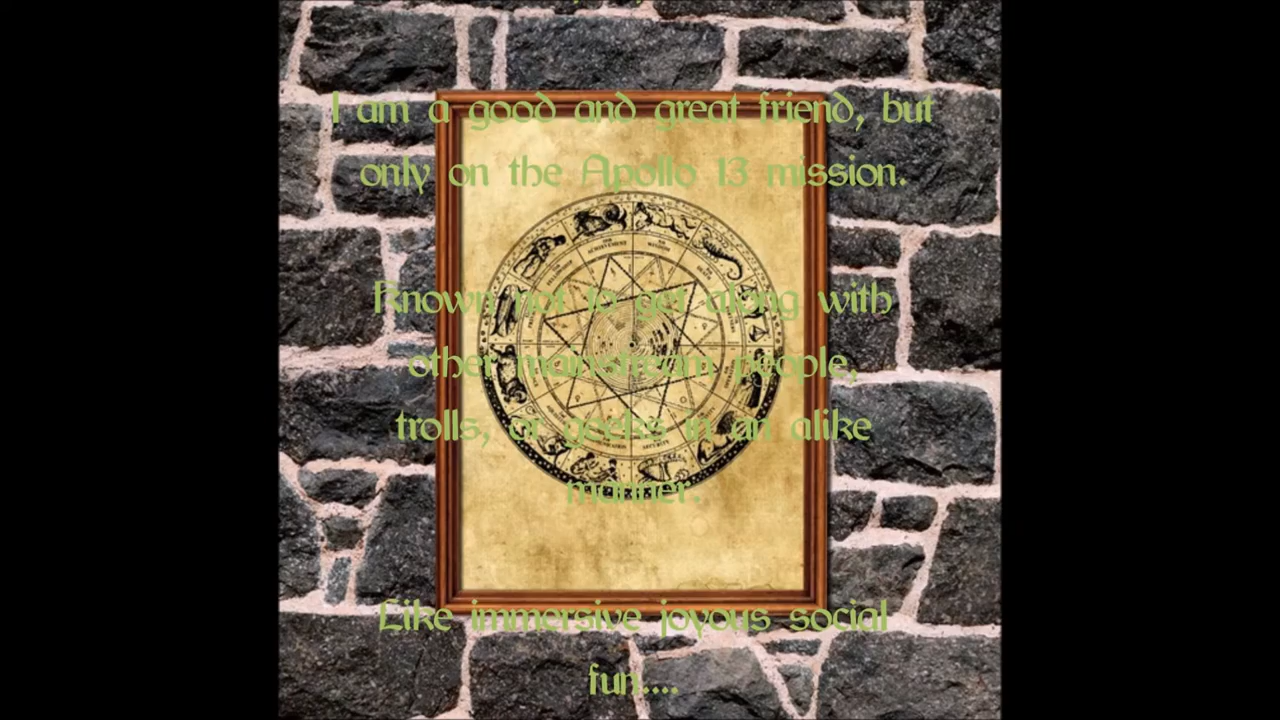 I am a good and great friend, but
only on the Apollo 13 mission.
Known not to get along with
other mainstream people,
trolls, or geeks in an alike
manner.
Like immersive joyous social
fun....